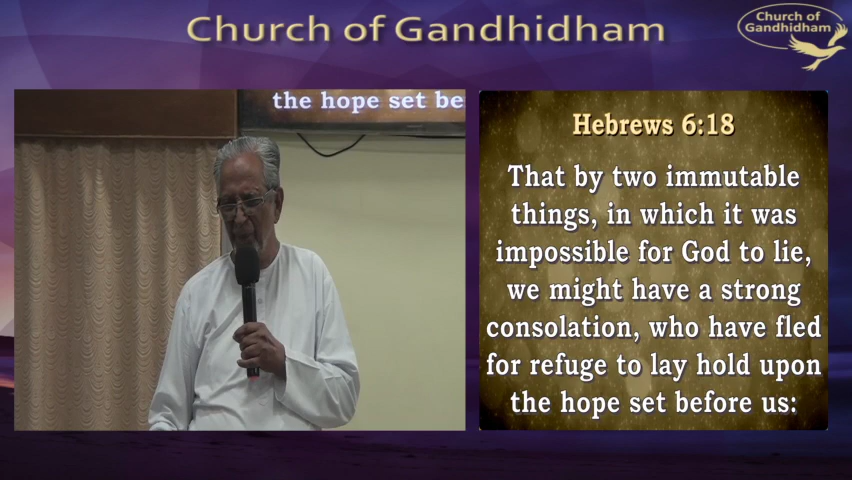 Church of Gandhidham
Church of
Gandhidham
the hope set be
Hebrews 6:18
That by two immutable
things, in which it was
impossible for God to lie,
we might have a strong
consolation, who have fled
for refuge to lay hold upon
the hope set before us: